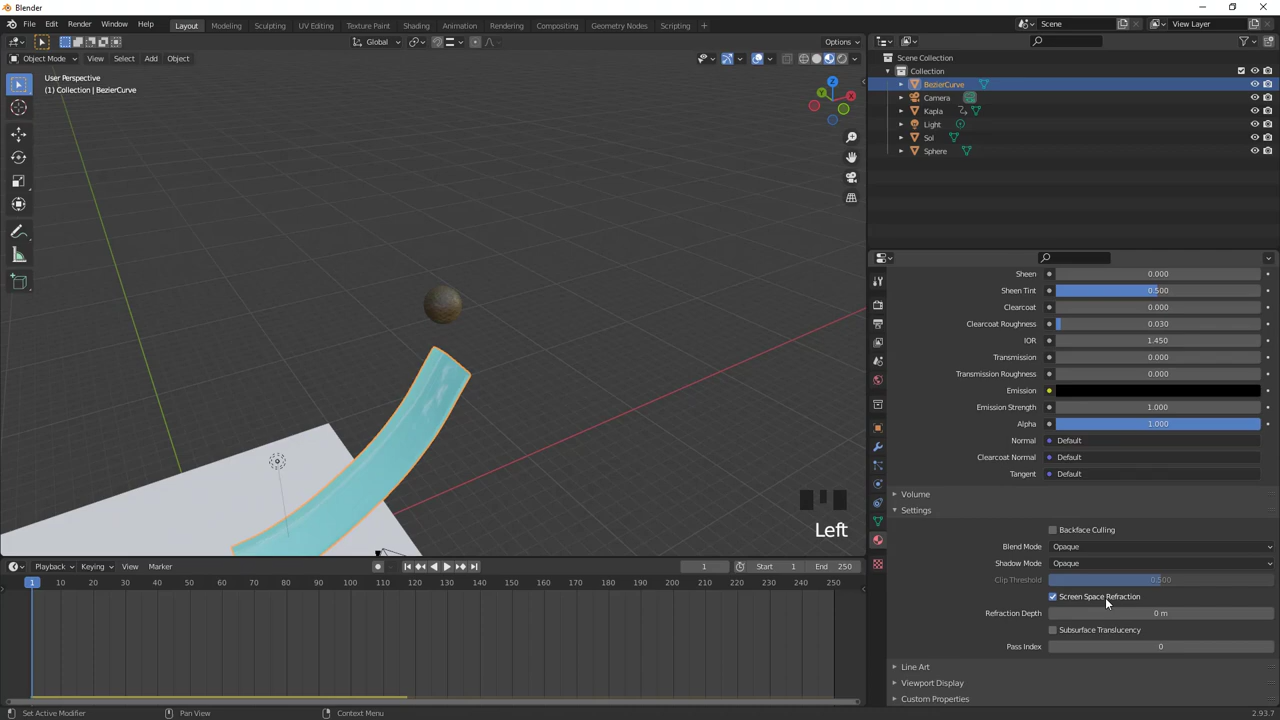 Blender
File Edit Render Window Help Layout Modeling Sculpting UV Editing Texture Paint Shading Animation Rendering Compositing Geometry Nodes Scripting + Scene View Layer
Global Options
Object Mode View Select Add Object
User Perspective
(1) Collection | BezierCurve
Z
Y
X
Scene Collection
Collection
BezierCurve
Camera
Kapla
Light
Sol
Sphere
Sheen 0.000
Sheen Tint 0.500
Clearcoat 0.000
Clearcoat Roughness 0.030
IOR 1.450
Transmission 0.000
Transmission Roughness 0.000
Emission
Emission Strength 1.000
Alpha 1.000
Normal Default
Clearcoat Normal Default
Tangent Default
Volume
Settings
Backface Culling
Blend Mode Opaque
Shadow Mode Opaque
Clip Threshold 0.500
Screen Space Refraction
Refraction Depth 0 m
Subsurface Translucency
Pass Index 0
Line Art
Viewport Display
Custom Properties
Left
Playback Keying View Marker 1 Start 1 End 250
1 10 20 30 40 50 60 70 80 90 100 110 120 130 140 150 160 170 180 190 200 210 220 230 240 250
Set Active Modifier Pan View Context Menu 2.93.7